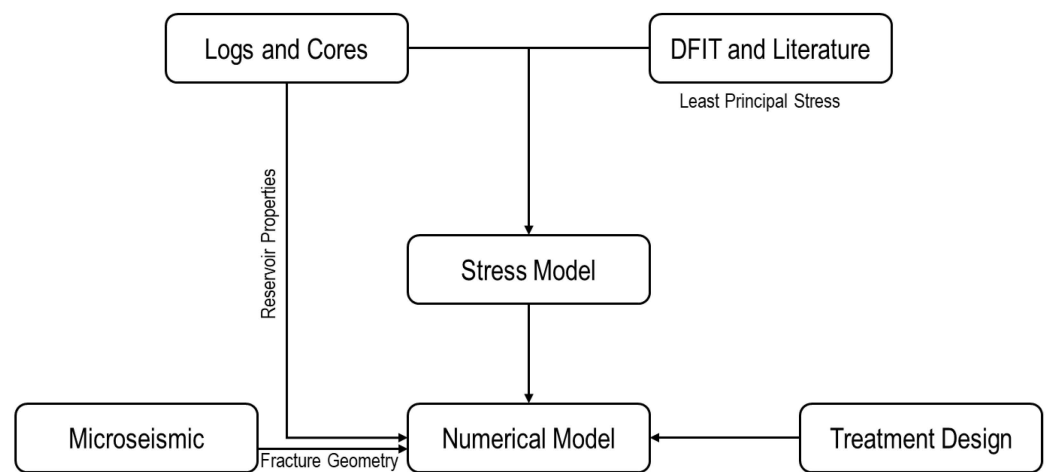 Logs and Cores
DFIT and Literature
Least Principal Stress
Reservoir Properties
Stress Model
Microseismic
Numerical Model
Treatment Design
Fracture Geometry